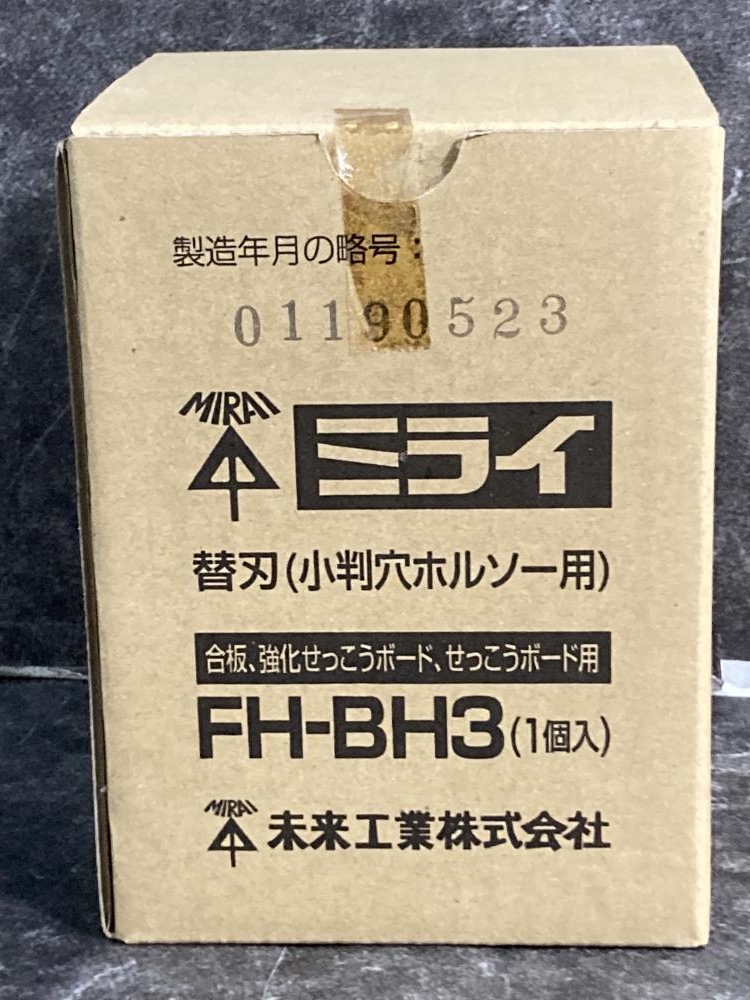 製造年月の略号：
01190523
MIRAI
ミライ
替刃(小判穴ホルソー用)
合板、強化せっこうボード、せっこうボード用
FH-BH3(1個入)
MIRAI
未来工業株式会社